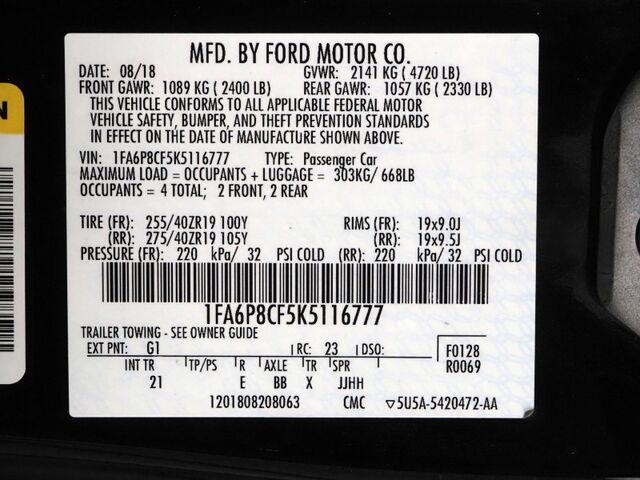 MFD. BY FORD MOTOR CO.
DATE: 08/18 GVWR: 2141 KG ( 4720 LB)
FRONT GAWR: 1089 KG ( 2400 LB) REAR GAWR: 1057 KG ( 2330 LB)
THIS VEHICLE CONFORMS TO ALL APPLICABLE FEDERAL MOTOR
VEHICLE SAFETY, BUMPER, AND THEFT PREVENTION STANDARDS
IN EFFECT ON THE DATE OF MANUFACTURE SHOWN ABOVE.
VIN: 1FA6P8CF5K5116777 TYPE: Passenger Car
MAXIMUM LOAD = OCCUPANTS + LUGGAGE = 303KG/ 668LB
OCCUPANTS = 4 TOTAL; 2 FRONT, 2 REAR
TIRE (FR): 255/40ZR19 100Y RIMS (FR): 19x9.0J
(RR): 275/40ZR19 105Y (RR): 19x9.5J
PRESSURE (FR): 220 kPa/ 32 PSI COLD (RR): 220 kPa/ 32 PSI COLD
1FA6P8CF5K5116777
TRAILER TOWING - SEE OWNER GUIDE
EXT PNT: G1 RC: 23 DSO: F0128
INT TR TP/PS R AXLE TR SPR R0069
21 E BB X JJHH
1201808208063 CMC ▽5U5A-5420472-AA
N